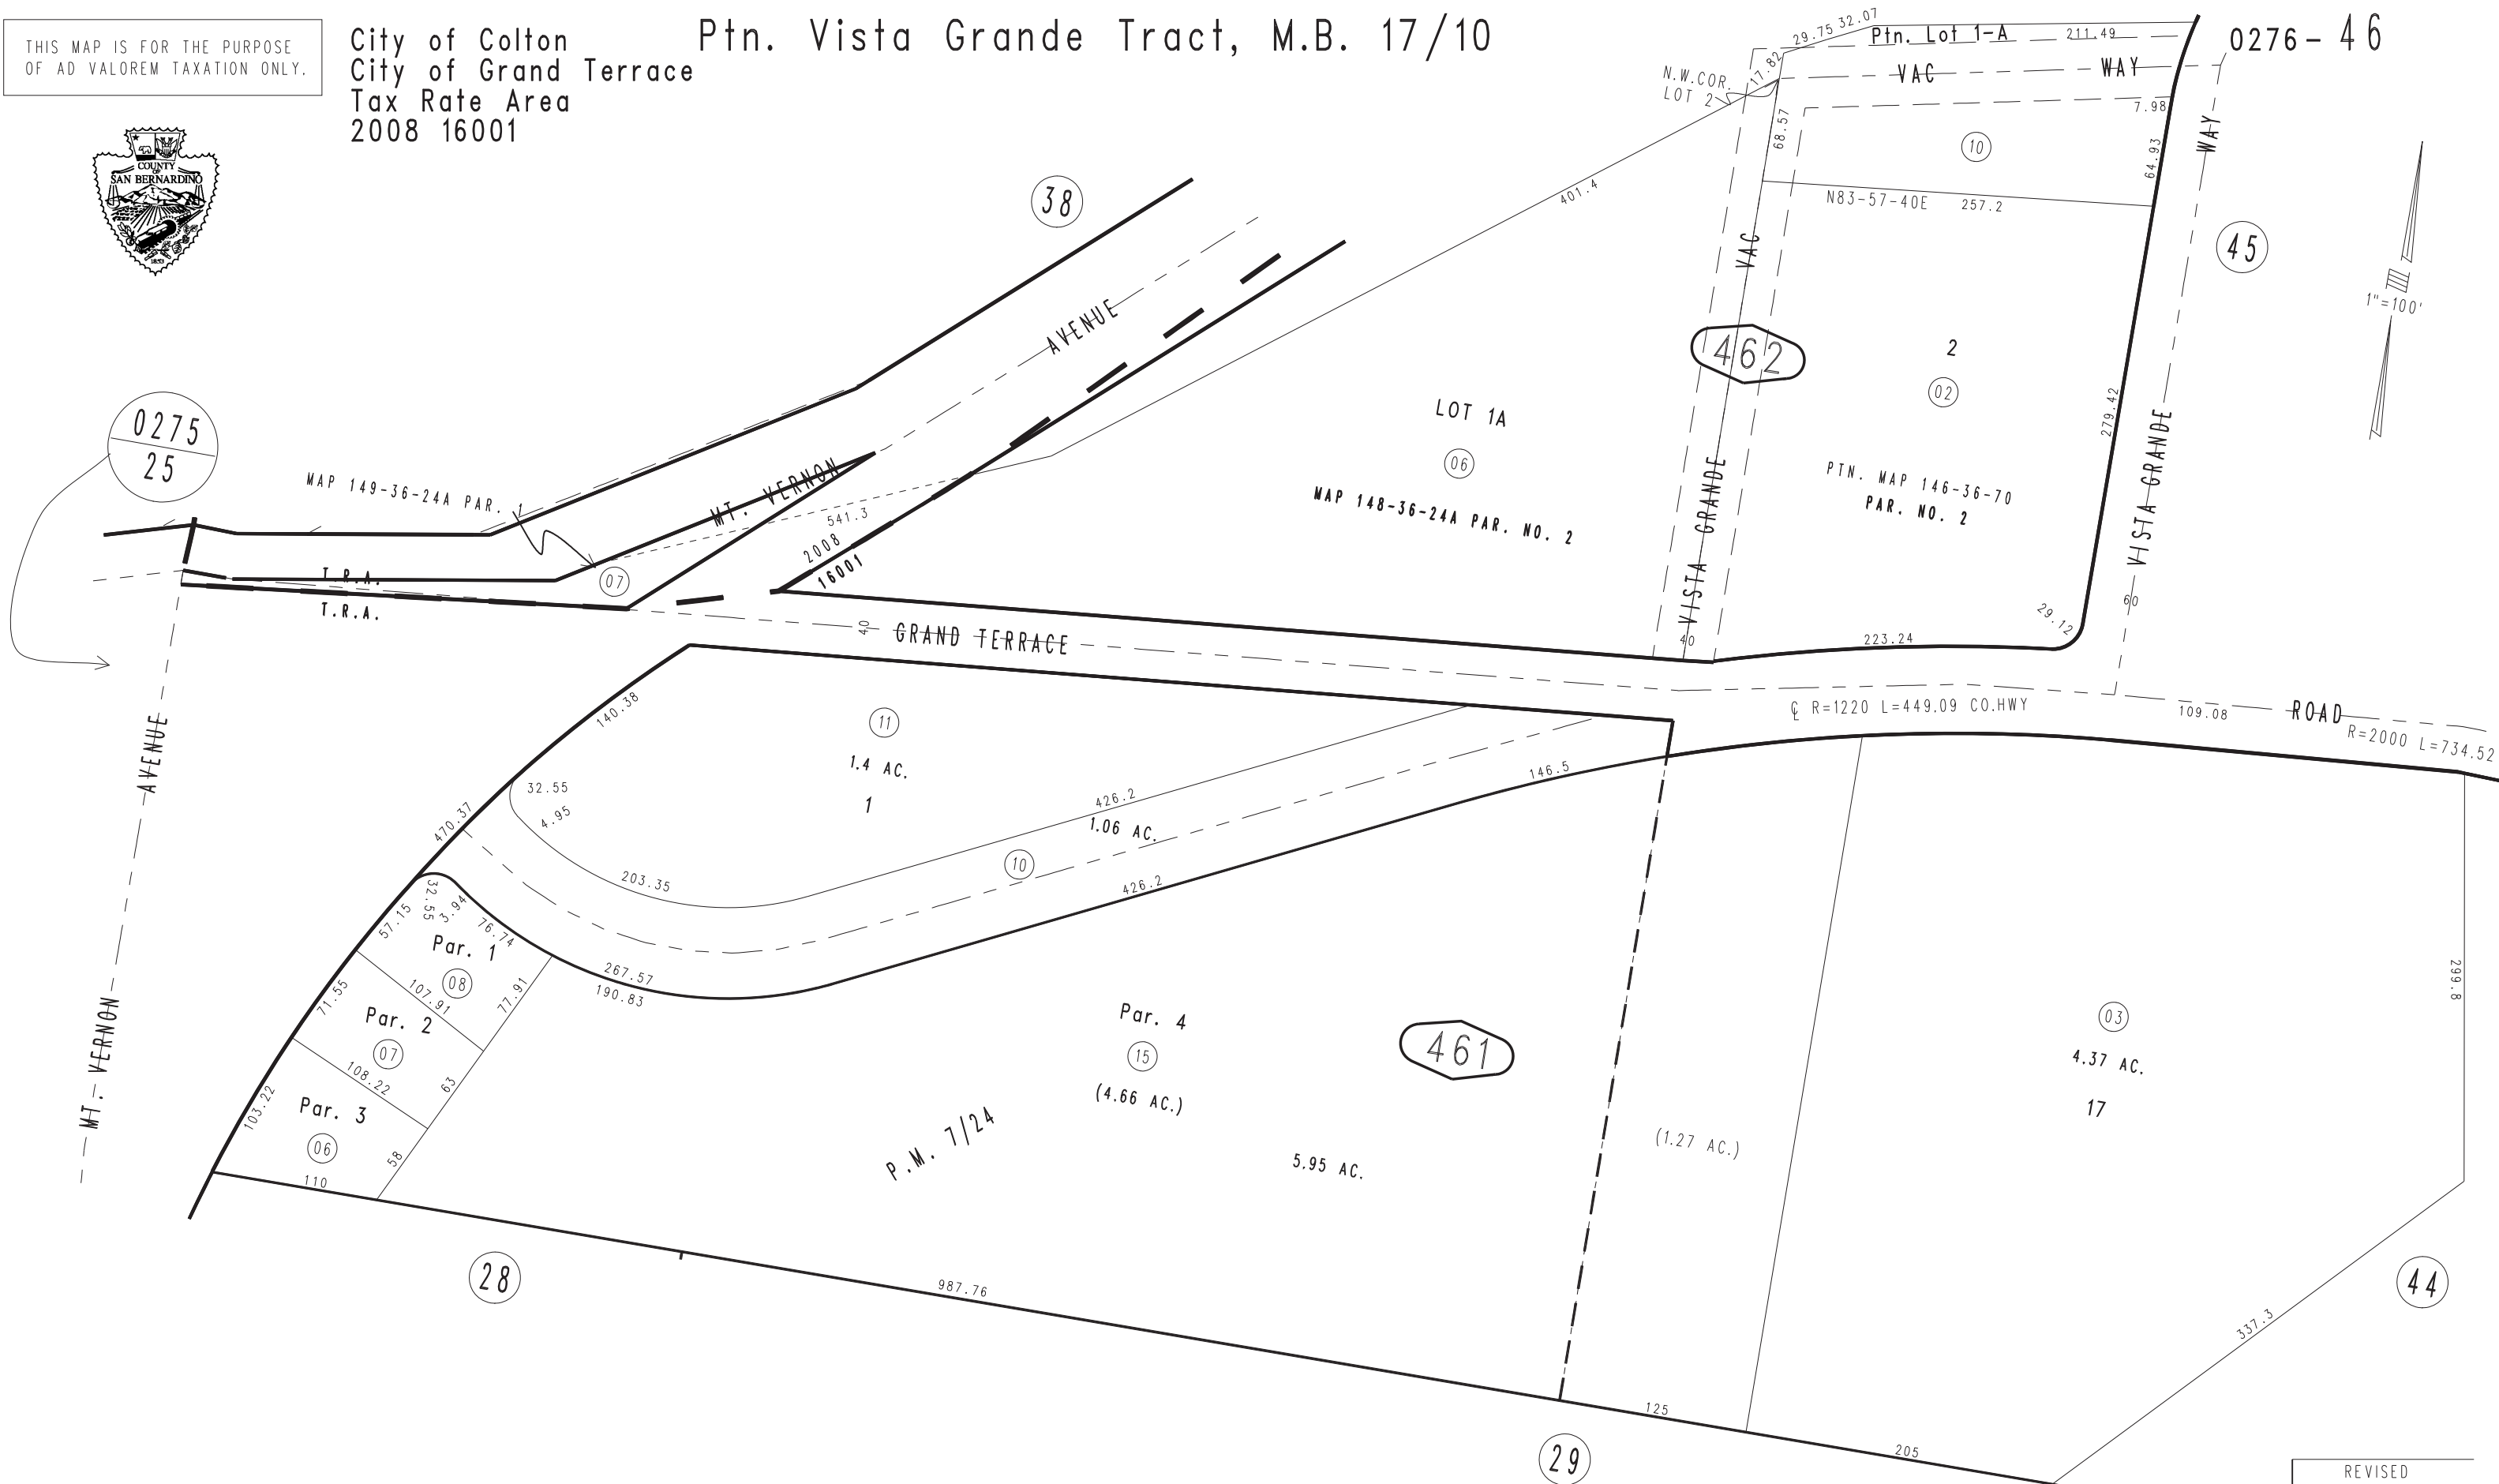 THIS MAP IS FOR THE PURPOSE
OF AD VALOREM TAXATION ONLY.
City of Colton
City of Grand Terrace
Tax Rate Area
2008 16001
Ptn. Vista Grande Tract, M.B. 17/10
0276- 46
COUNTY
OF
SAN BERNARDINO
1853
29.75
32.07
Ptn. Lot 1-A
211.49
17.82
N.W.COR.
LOT 2
VAC
WAY
7.98
WAY
68.57
10
64.93
N83-57-40E 257.2
401.4
38
45
1"=100'
AVENUE
VAC
462
2
02
279.42
LOT 1A
06
MAP 148-36-24A PAR. NO. 2
PTN. MAP 146-36-70
PAR. NO. 2
VISTA GRANDE
VISTA GRANDE
0275
25
MAP 149-36-24A PAR. 1
MT. VERNON
541.3
2008
16001
07
T.R.A.
T.R.A.
40
GRAND TERRACE
40
223.24
29.12
60
℄ R=1220 L=449.09 CO.HWY
109.08
ROAD
R=2000 L=734.52
140.38
11
1.4 AC.
1
32.55
4.95
470.37
426.2
1.06 AC.
10
146.5
203.35
426.2
AVENUE
MT. VERNON
32.55
3.94
57.15
76.74
Par. 1
08
107.91
77.91
267.57
190.83
71.55
Par. 2
07
108.22
63
103.22
Par. 3
06
58
110
Par. 4
15
(4.66 AC.)
461
P.M. 7/24
5.95 AC.
(1.27 AC.)
03
4.37 AC.
17
299.8
28
987.76
44
337.3
125
29
205
REVISED